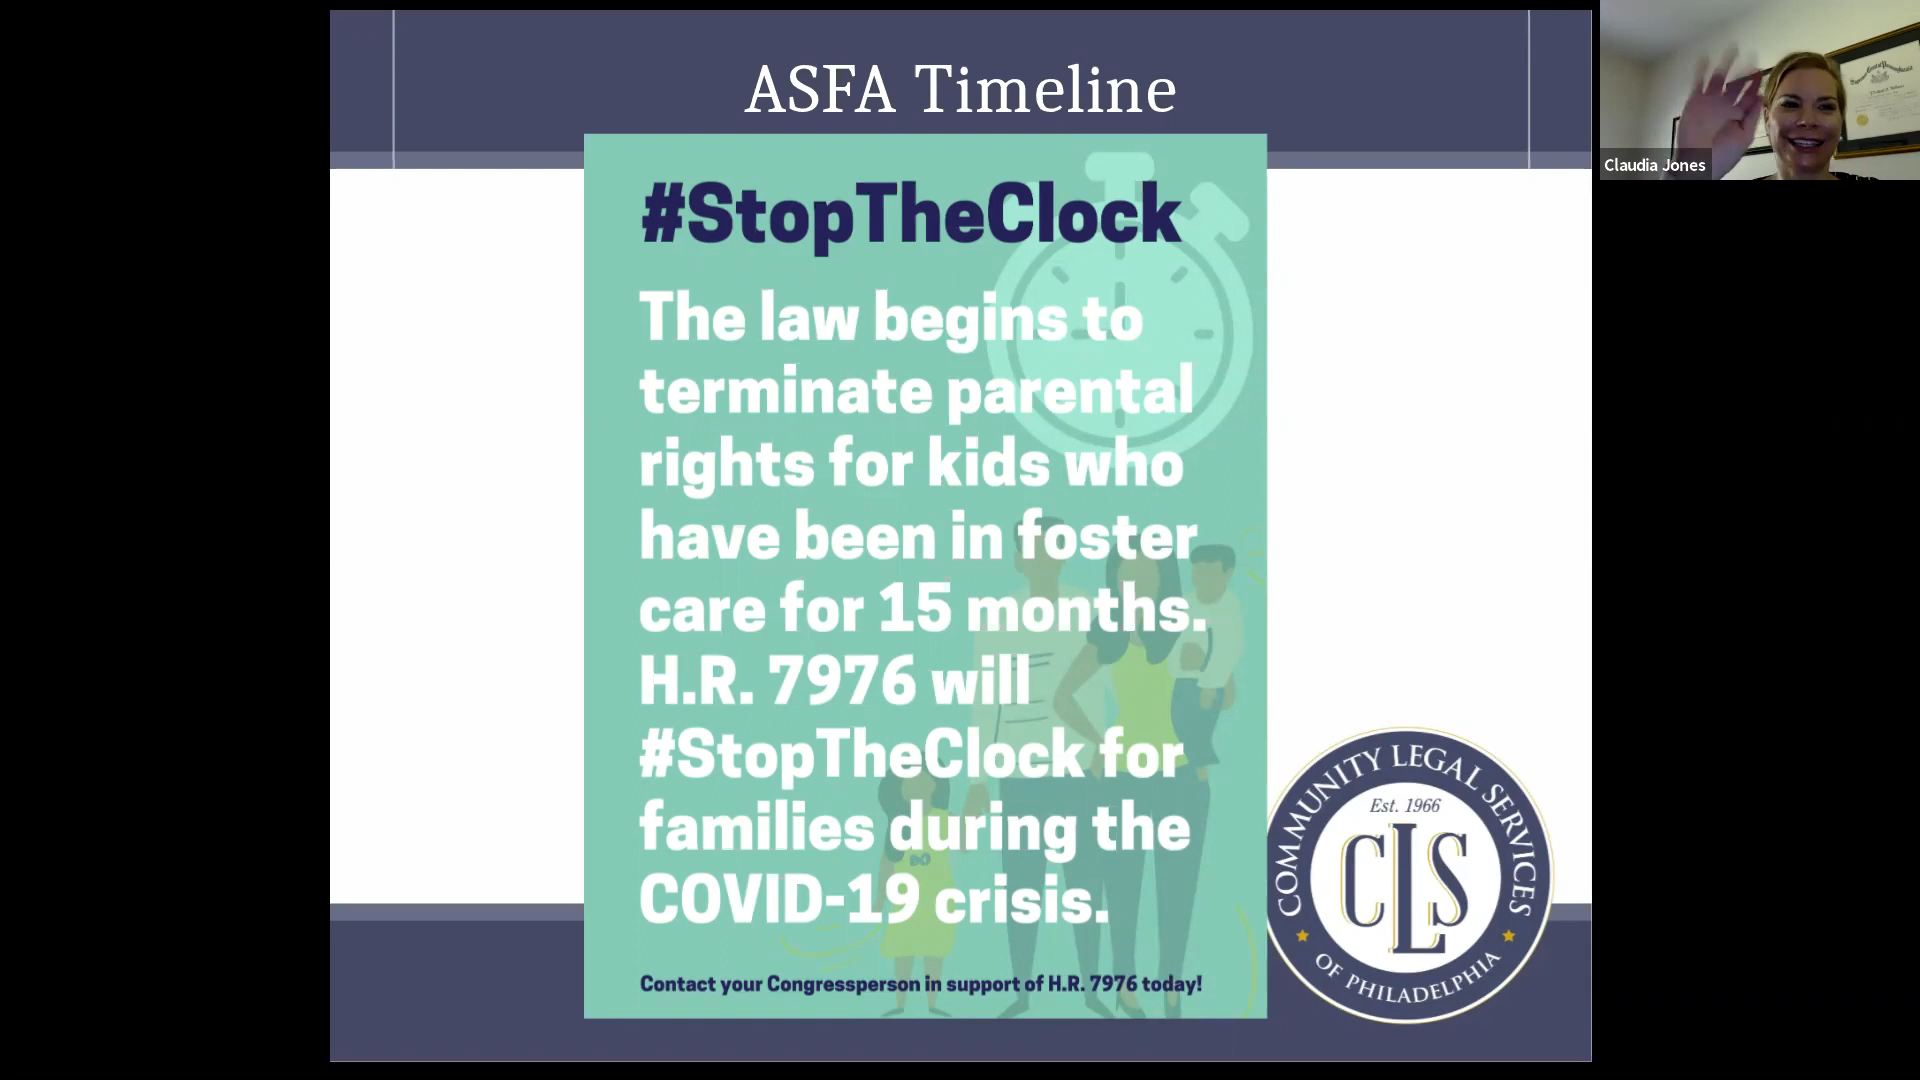 ASFA Timeline
#StopTheClock
The law begins to
terminate parental
rights for kids who
have been in foster
care for 15 months.
H.R. 7976 will
#StopTheClock for
families during the
COVID-19 crisis.
Contact your Congressperson in support of H.R. 7976 today!
COMMUNITY LEGAL SERVICES
Est. 1966
CLS
OF PHILADELPHIA
Claudia Jones